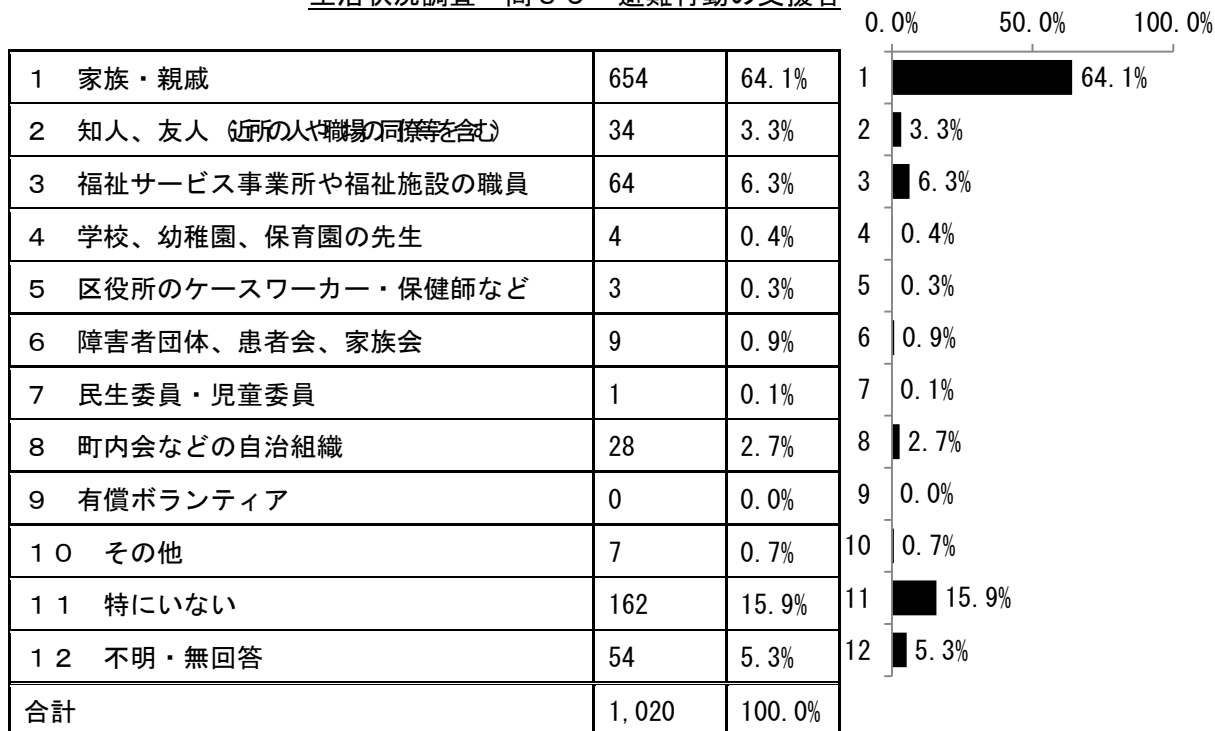 0.0% 50.0% 100.0%
1 家族・親戚 654 64.1% 1 64.1%
2 知人、友人（近所の人や職場の同僚等を含む） 34 3.3% 2 3.3%
3 福祉サービス事業所や福祉施設の職員 64 6.3% 3 6.3%
4 学校、幼稚園、保育園の先生 4 0.4% 4 0.4%
5 区役所のケースワーカー・保健師など 3 0.3% 5 0.3%
6 障害者団体、患者会、家族会 9 0.9% 6 0.9%
7 民生委員・児童委員 1 0.1% 7 0.1%
8 町内会などの自治組織 28 2.7% 8 2.7%
9 有償ボランティア 0 0.0% 9 0.0%
10 その他 7 0.7% 10 0.7%
11 特にいない 162 15.9% 11 15.9%
12 不明・無回答 54 5.3% 12 5.3%
合計 1,020 100.0%